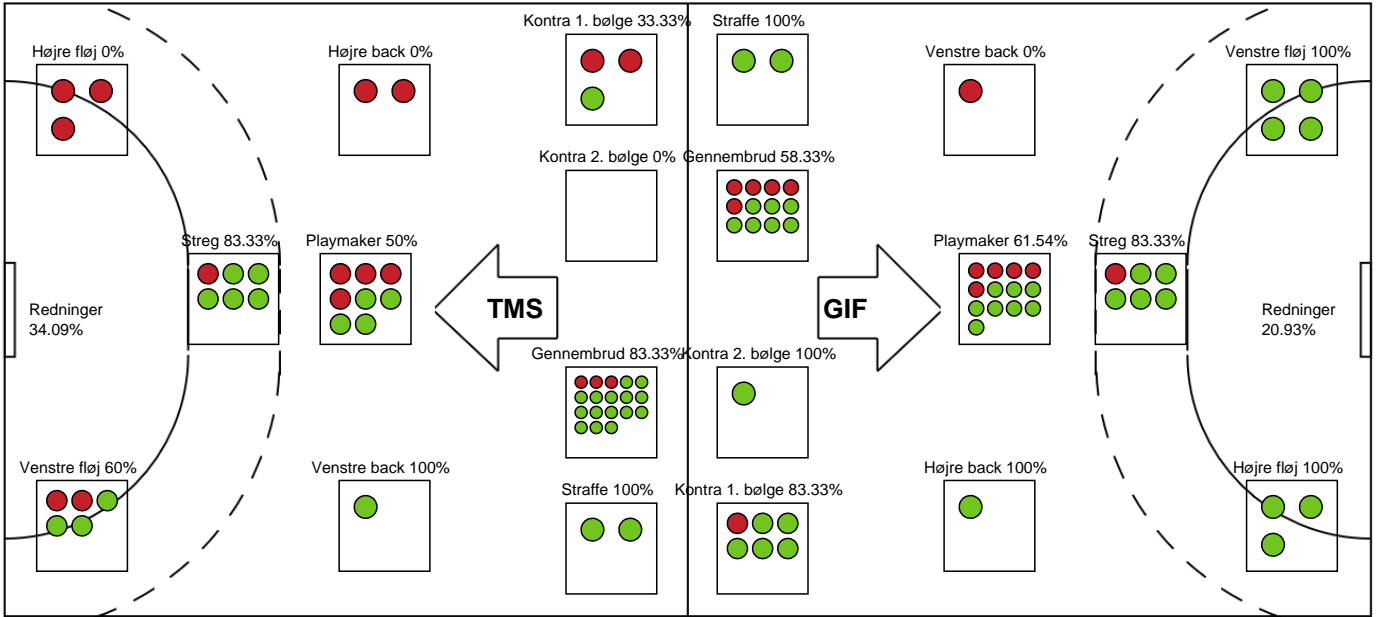 Kontra 1. bølge 33.33%
Straffe 100%
Højre fløj 0%
Højre back 0%
Venstre back 0%
Venstre fløj 100%
Kontra 2. bølge 0%
Gennembrud 58.33%
Streg 83.33%
Playmaker 50%
Playmaker 61.54%
Streg 83.33%
Redninger
34.09%
TMS
GIF
Redninger
20.93%
Gennembrud 83.33%
Kontra 2. bølge 100%
Venstre fløj 60%
Venstre back 100%
Straffe 100%
Kontra 1. bølge 83.33%
Højre back 100%
Højre fløj 100%